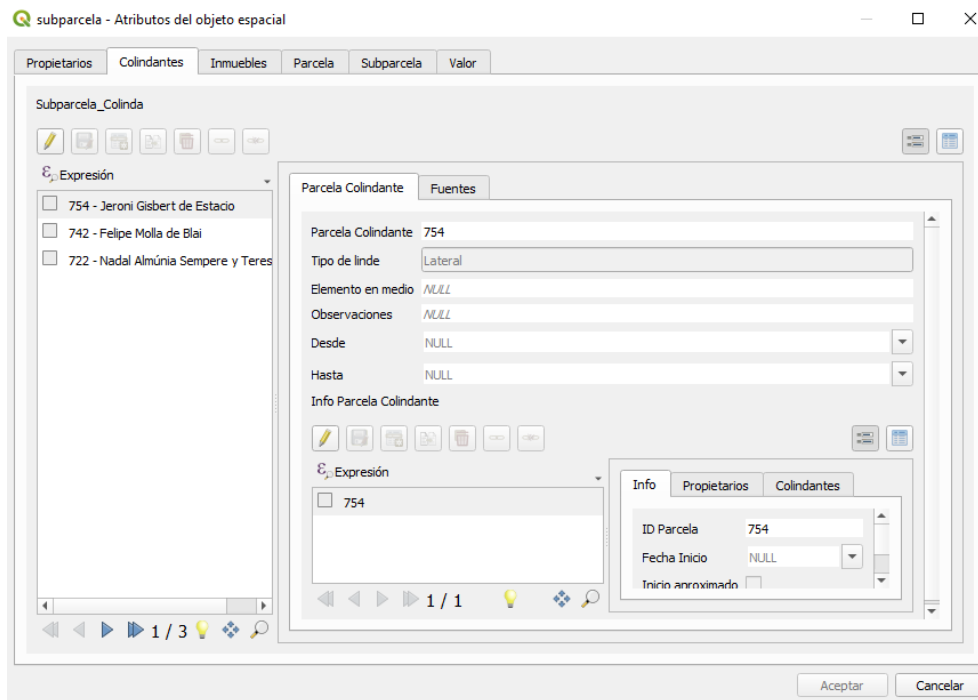 subparcela - Atributos del objeto espacial
Propietarios Colindantes Inmuebles Parcela Subparcela Valor
Subparcela_Colinda
Expresión
754 - Jeroni Gisbert de Estacio
742 - Felipe Molla de Blai
722 - Nadal Almúnia Sempere y Teres
1 / 3
Parcela Colindante Fuentes
Parcela Colindante 754
Tipo de linde Lateral
Elemento en medio NULL
Observaciones NULL
Desde NULL
Hasta NULL
Info Parcela Colindante
Expresión
754
1 / 1
Info Propietarios Colindantes
ID Parcela 754
Fecha Inicio NULL
Inicio aproximado
Aceptar Cancelar